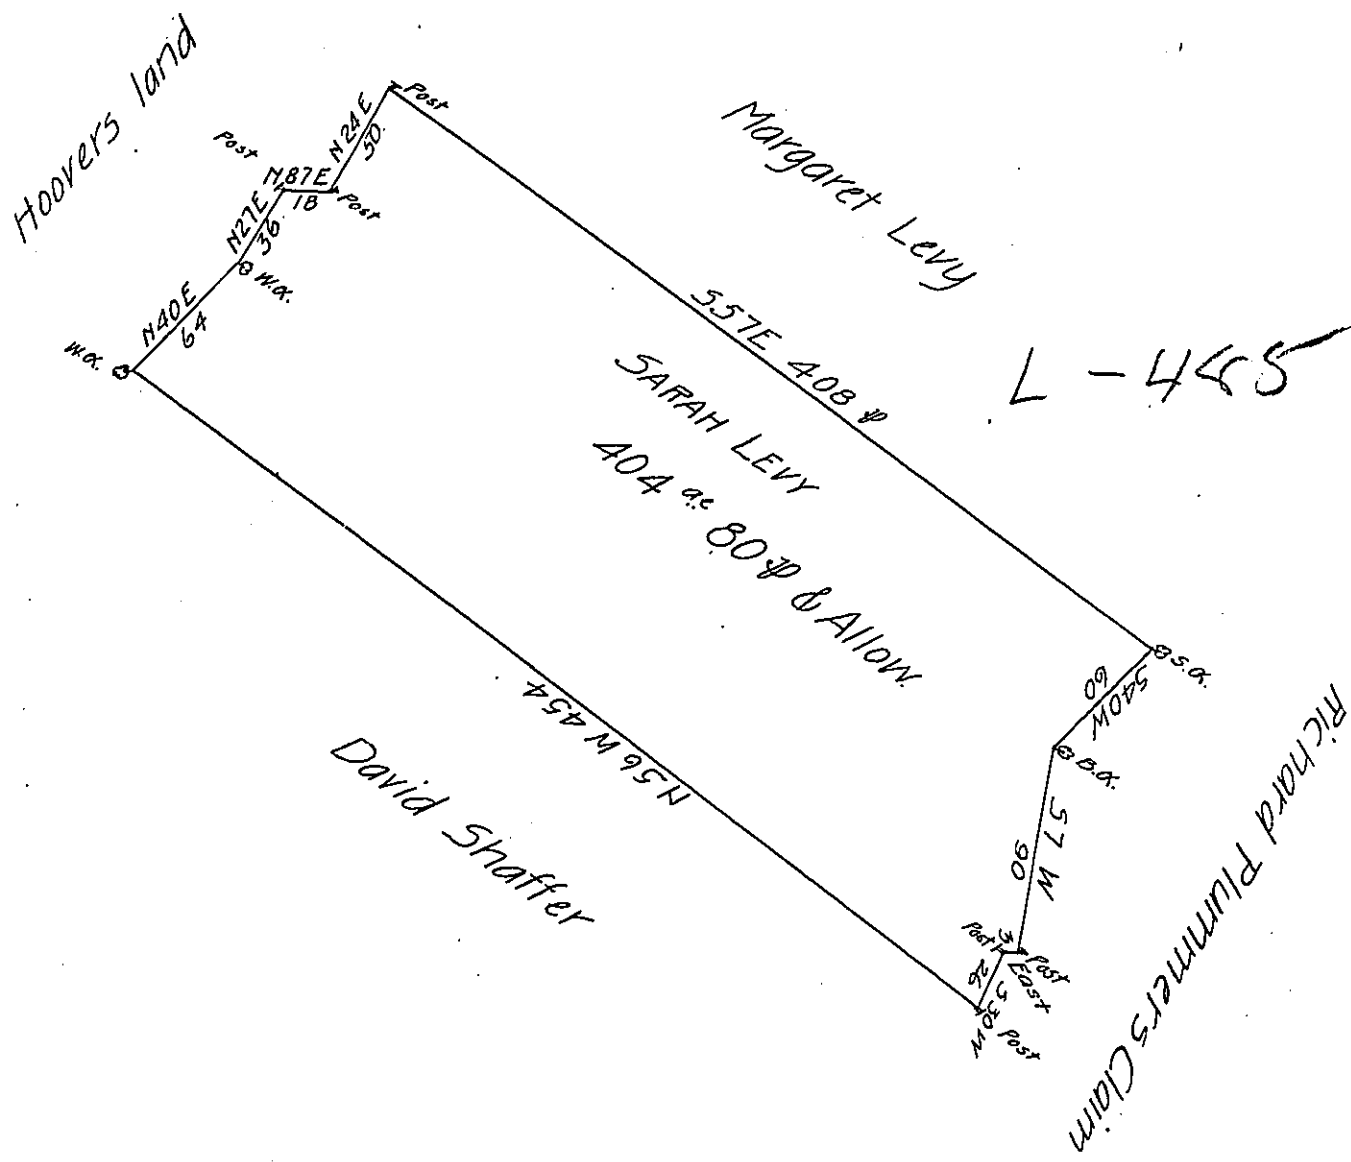 Hoovers land
Post
N24E
50.
Post
N87E
18
Post
N27E
36.
W.O.
N40E
64
W.O.
Margaret Levy
S57E 408 P
L-455
SARAH LEVY
404 ac. 80 P & Allow.
S.O.
S40W
60
B.O.
S7 W
90
Post
3
Post
East
26
S30W
Post
N56W 454
David Shaffer
Richard Plummers Claim